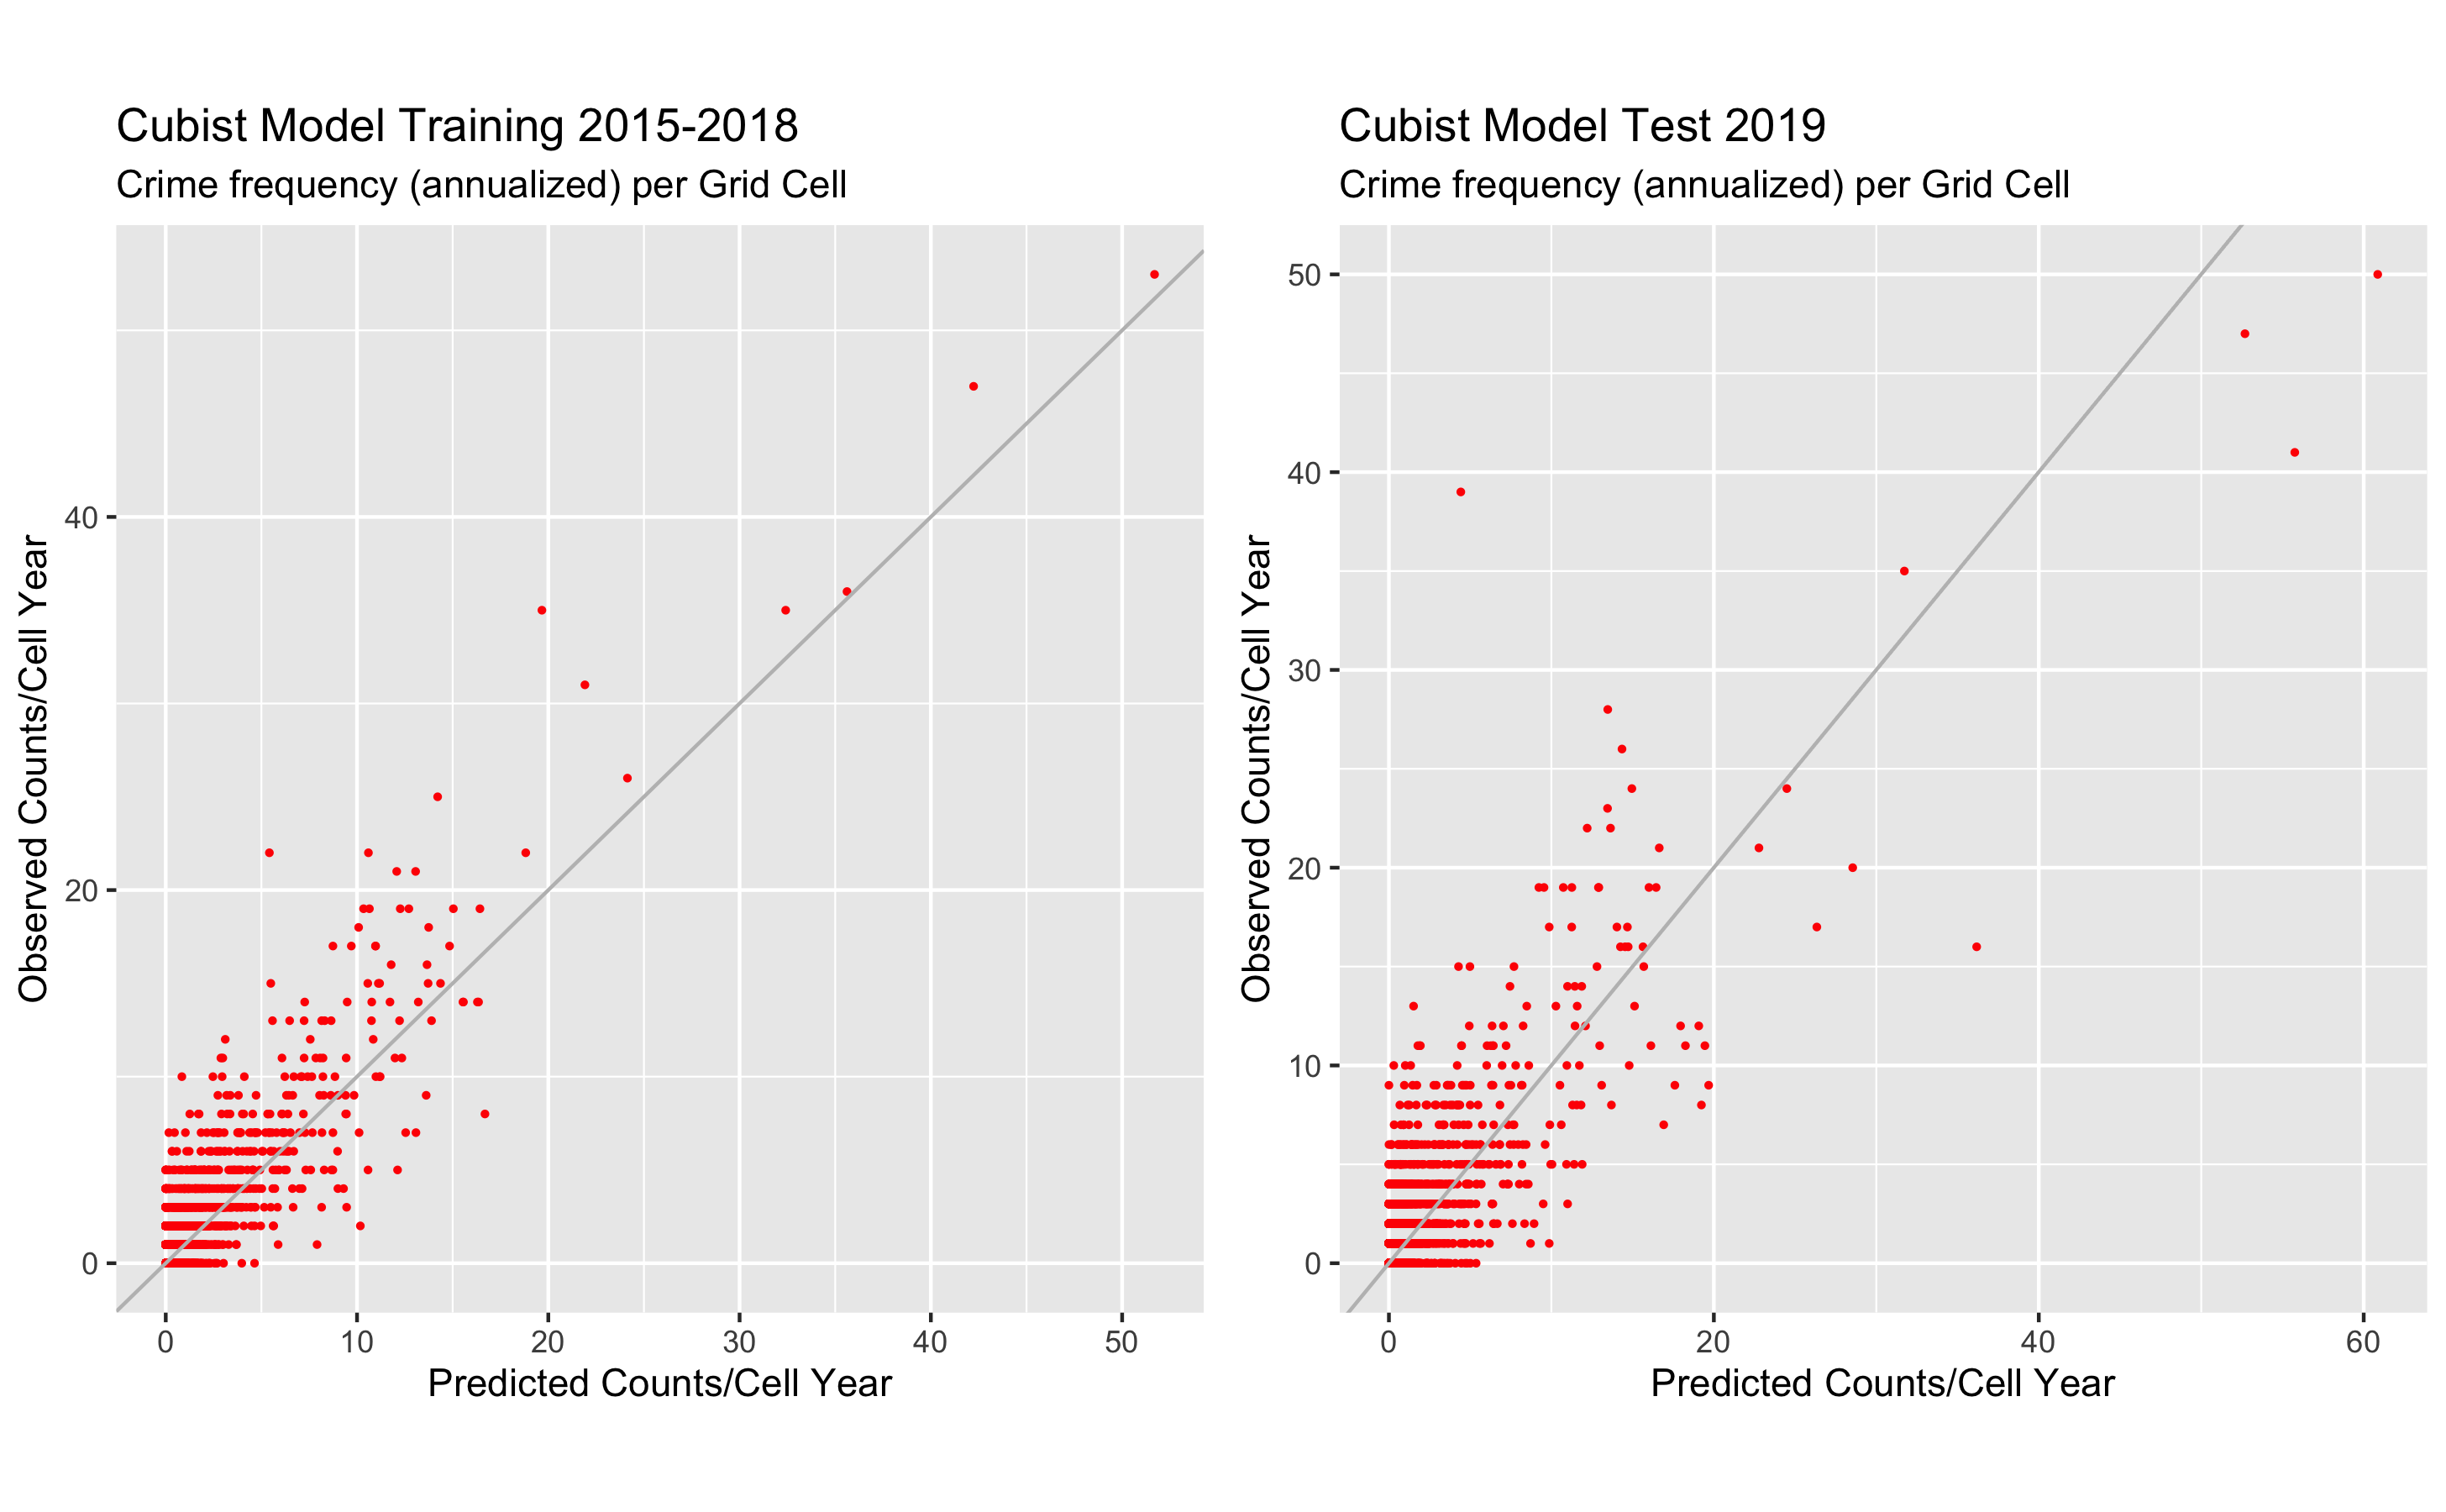 Cubist Model Training 2015-2018
Crime frequency (annualized) per Grid Cell
Observed Counts/Cell Year
40
20
0
0 10 20 30 40 50
Predicted Counts/Cell Year
Cubist Model Test 2019
Crime frequency (annualized) per Grid Cell
Observed Counts/Cell Year
50
40
30
20
10
0
0 20 40 60
Predicted Counts/Cell Year